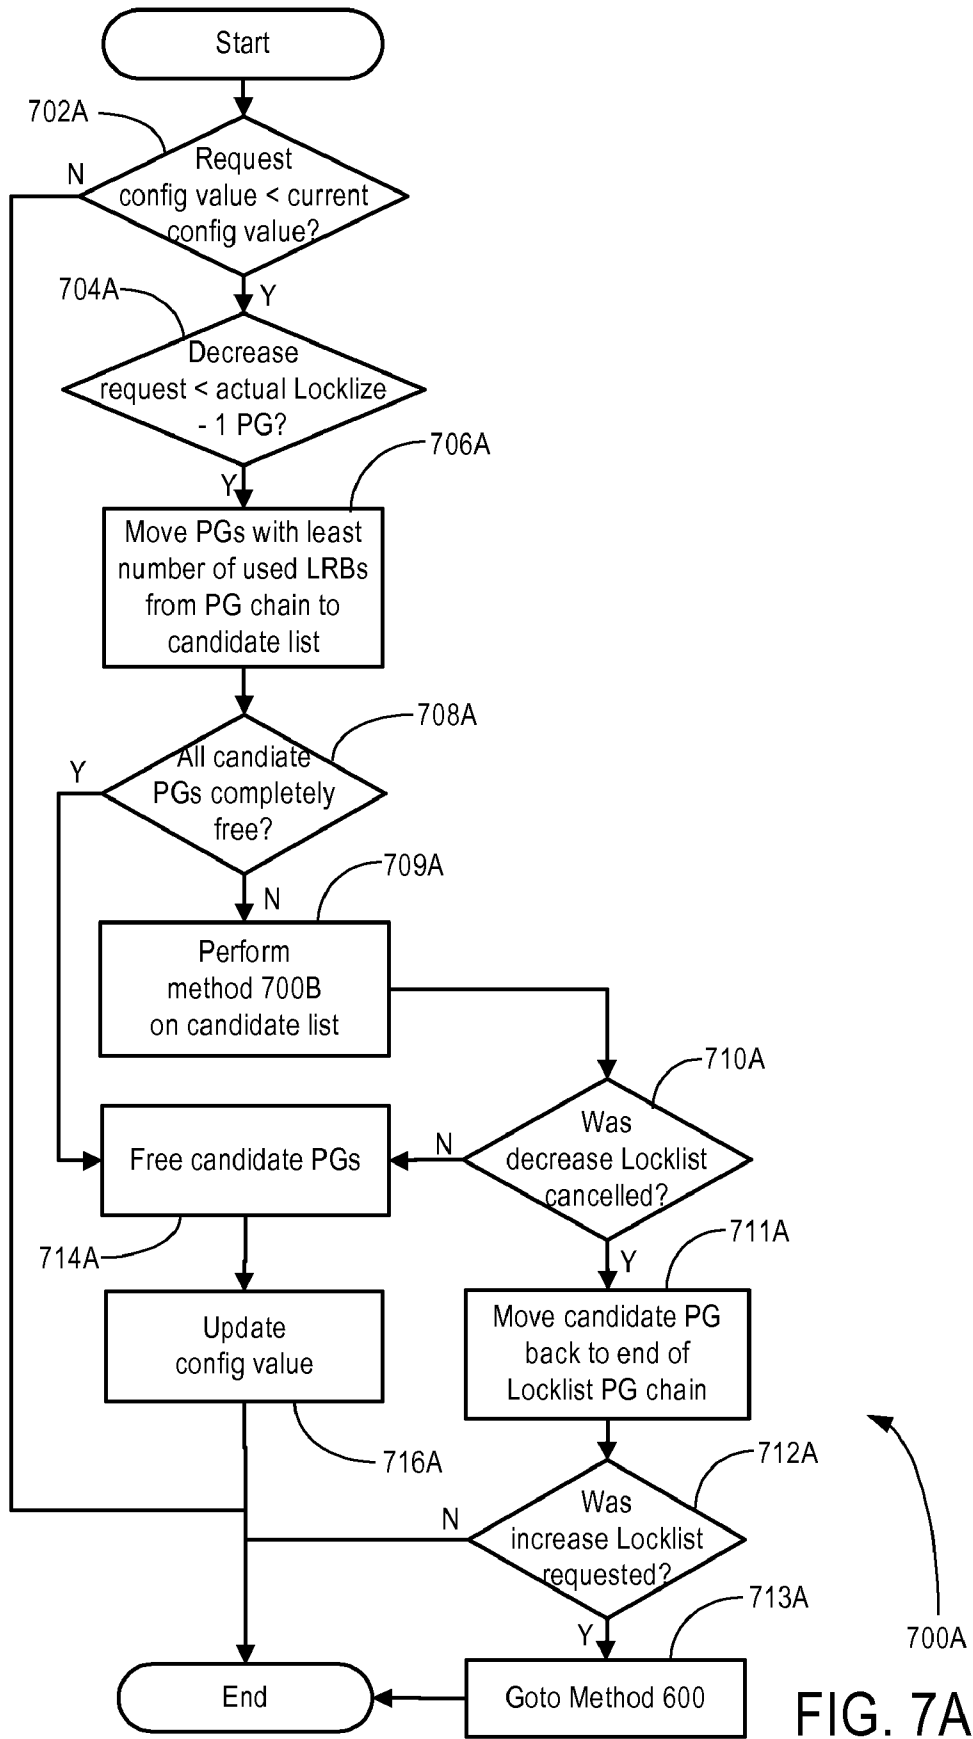 Start
702A
Request
config value < current
config value?
N
Y
704A
Decrease
request < actual Locklize
- 1 PG?
Y
706A
Move PGs with least
number of used LRBs
from PG chain to
candidate list
708A
All candiate
PGs completely
free?
Y
N
709A
Perform
method 700B
on candidate list
710A
Was
decrease Locklist
cancelled?
N
Y
Free candidate PGs
714A
711A
Move candidate PG
back to end of
Locklist PG chain
Update
config value
716A
712A
Was
increase Locklist
requested?
N
Y
713A
Goto Method 600
End
700A
FIG. 7A